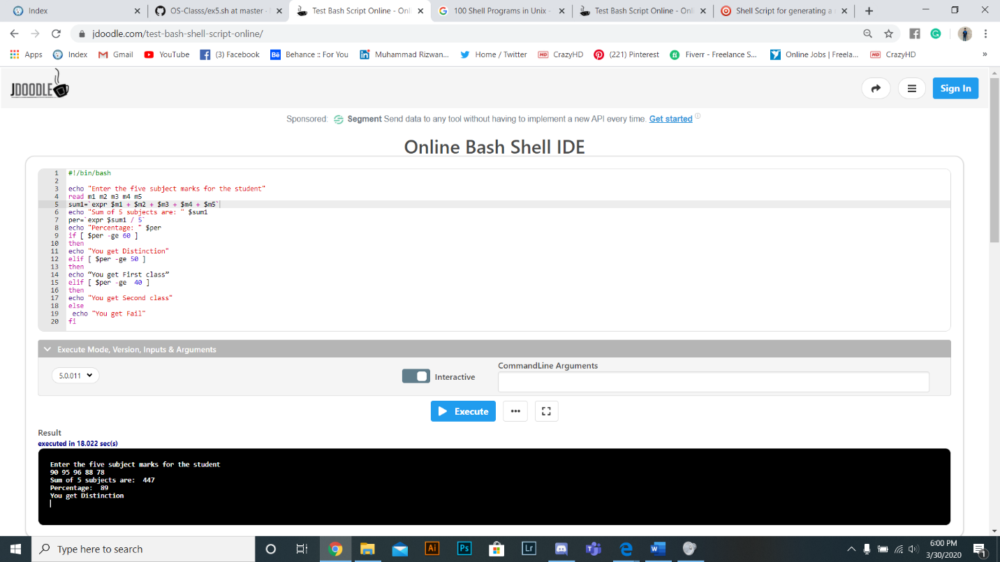 Index
OS-Classs/ex5.sh at master ·
Test Bash Script Online - Onl
100 Shell Programs in Unix -
Test Bash Script Online - Onl
Shell Script for generating a
jdoodle.com/test-bash-shell-script-online/
Apps
Index
Gmail
YouTube
(3) Facebook
Behance :: For You
Muhammad Rizwan...
Home / Twitter
CrazyHD
(221) Pinterest
Fiverr - Freelance S...
Online Jobs | Freela...
CrazyHD
»
JDOODLE
Sign In
Sponsored: Segment Send data to any tool without having to implement a new API every time. Get started
Online Bash Shell IDE
1 #!/bin/bash
2
3 echo "Enter the five subject marks for the student"
4 read m1 m2 m3 m4 m5
5 sum1=`expr $m1 + $m2 + $m3 + $m4 + $m5`
6 echo "Sum of 5 subjects are: " $sum1
7 per=`expr $sum1 / 5`
8 echo "Percentage: " $per
9 if [ $per -ge 60 ]
10 then
11 echo "You get Distinction"
12 elif [ $per -ge 50 ]
13 then
14 echo “You get First class”
15 elif [ $per -ge  40 ]
16 then
17 echo "You get Second class"
18 else
19  echo "You get Fail"
20 fi
Execute Mode, Version, Inputs & Arguments
5.0.011
Interactive
CommandLine Arguments
Execute
Result
executed in 18.022 sec(s)
Enter the five subject marks for the student
90 95 96 88 78
Sum of 5 subjects are:  447
Percentage:  89
You get Distinction
Type here to search
Ai
Ps
Lr
6:00 PM
3/30/2020
1